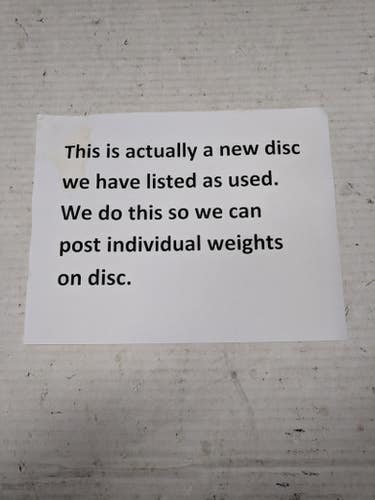 This is actually a new disc
we have listed as used.
We do this so we can
post individual weights
on disc.